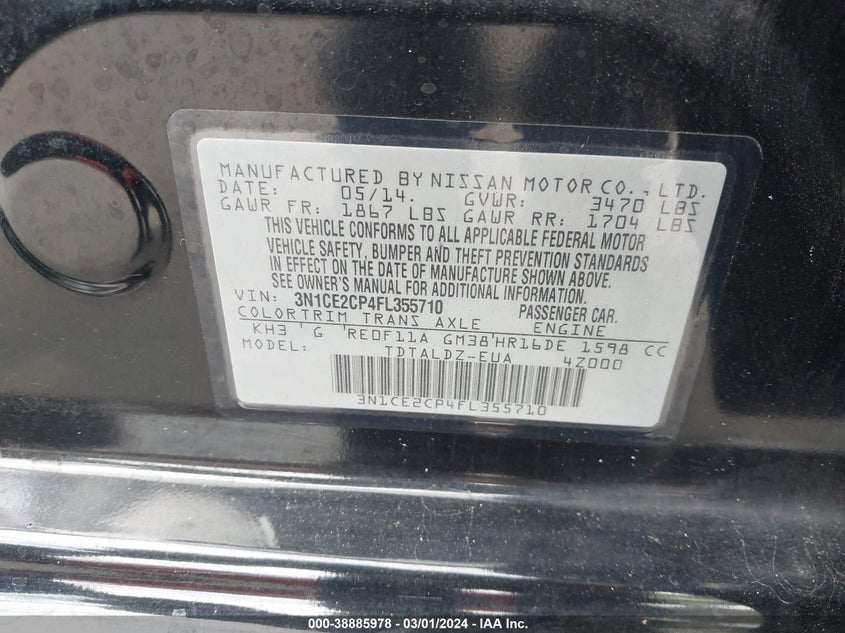 MANUFACTURED BY NISSAN MOTOR CO., LTD.
DATE: 05/14. GVWR: 3470 LBS
GAWR FR: 1867 LBS GAWR RR: 1704 LBS
THIS VEHICLE CONFORMS TO ALL APPLICABLE FEDERAL MOTOR
VEHICLE SAFETY, BUMPER AND THEFT PREVENTION STANDARDS
IN EFFECT ON THE DATE OF MANUFACTURE SHOWN ABOVE.
SEE OWNER'S MANUAL FOR ADDITIONAL INFORMATION.
VIN: 3N1CE2CP4FL355710 PASSENGER CAR.
COLORTRIM TRANS AXLE ENGINE
KH3 'G 'RE0F11A GM38'HR16DE 1598 CC
MODEL: TDTALDZ-EUA 4Z000
3N1CE2CP4FL355710
000-38885978 - 03/01/2024 - IAA Inc.